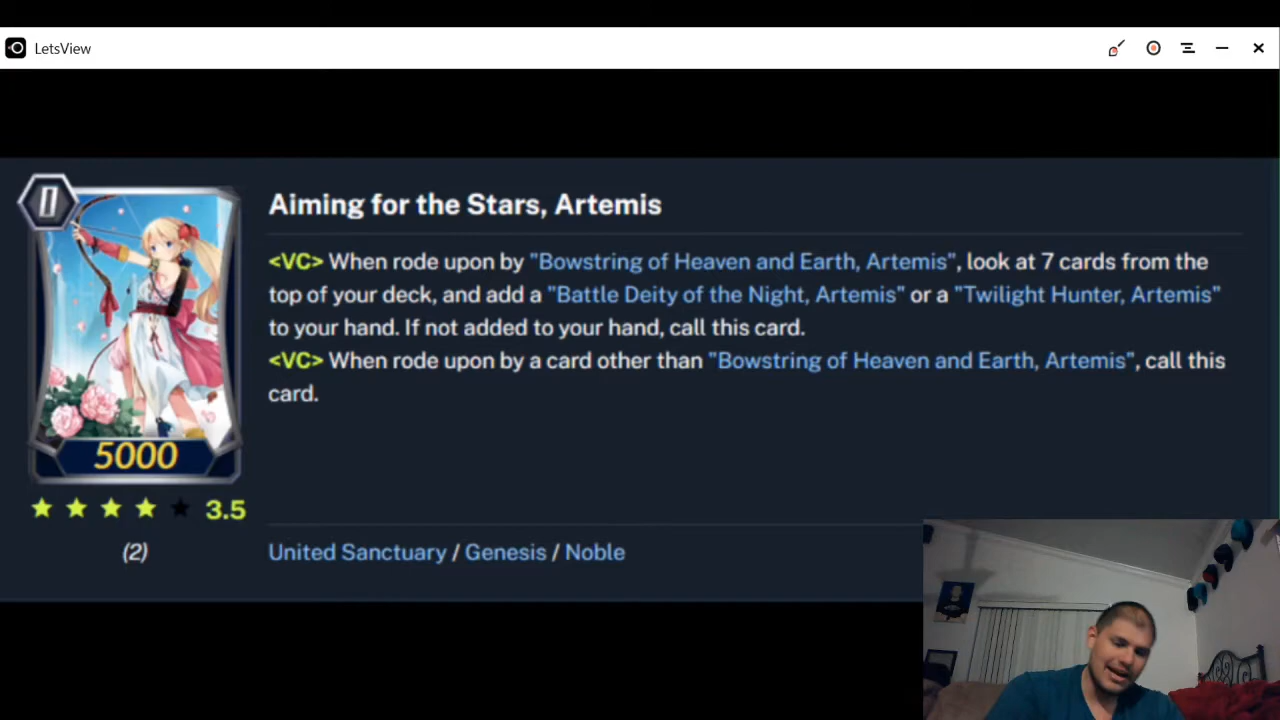 LetsView
0
Aiming for the Stars, Artemis
<VC> When rode upon by "Bowstring of Heaven and Earth, Artemis", look at 7 cards from the
top of your deck, and add a "Battle Deity of the Night, Artemis" or a "Twilight Hunter, Artemis"
to your hand. If not added to your hand, call this card.
<VC> When rode upon by a card other than "Bowstring of Heaven and Earth, Artemis", call this
card.
5000
3.5
(2)
United Sanctuary / Genesis / Noble